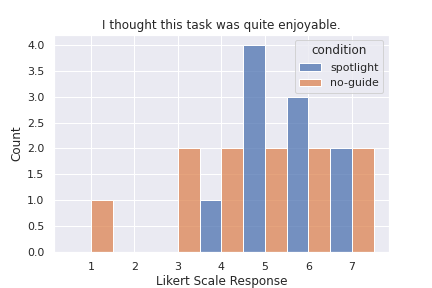 I thought this task was quite enjoyable.
condition
spotlight
no-guide
4.0
3.5
3.0
2.5
2.0
1.5
1.0
0.5
0.0
Count
1 2 3 4 5 6 7
Likert Scale Response